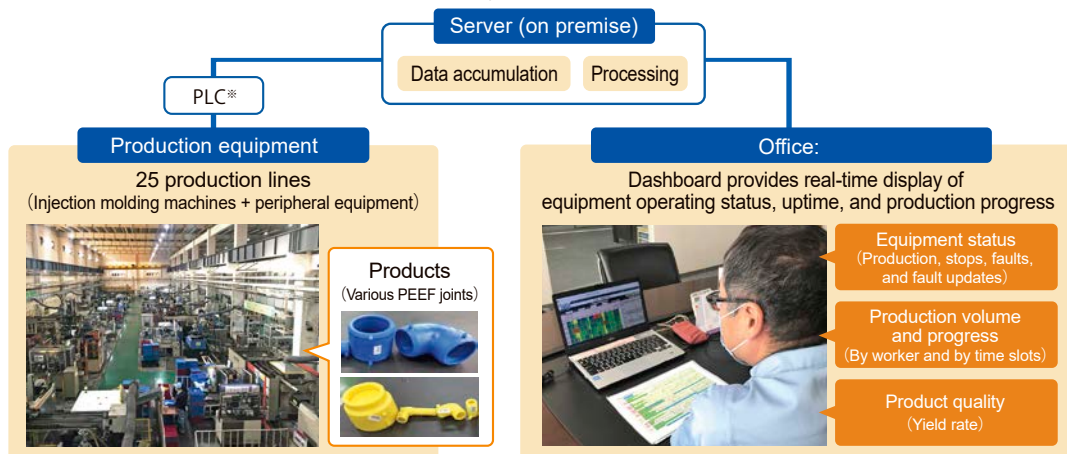 Server (on premise)
Data accumulation
Processing
PLC※
Production equipment
25 production lines
(Injection molding machines + peripheral equipment)
Products
(Various PEEF joints)
Office:
Dashboard provides real-time display of
equipment operating status, uptime, and production progress
Equipment status
(Production, stops, faults,
and fault updates)
Production volume
and progress
(By worker and by time slots)
Product quality
(Yield rate)